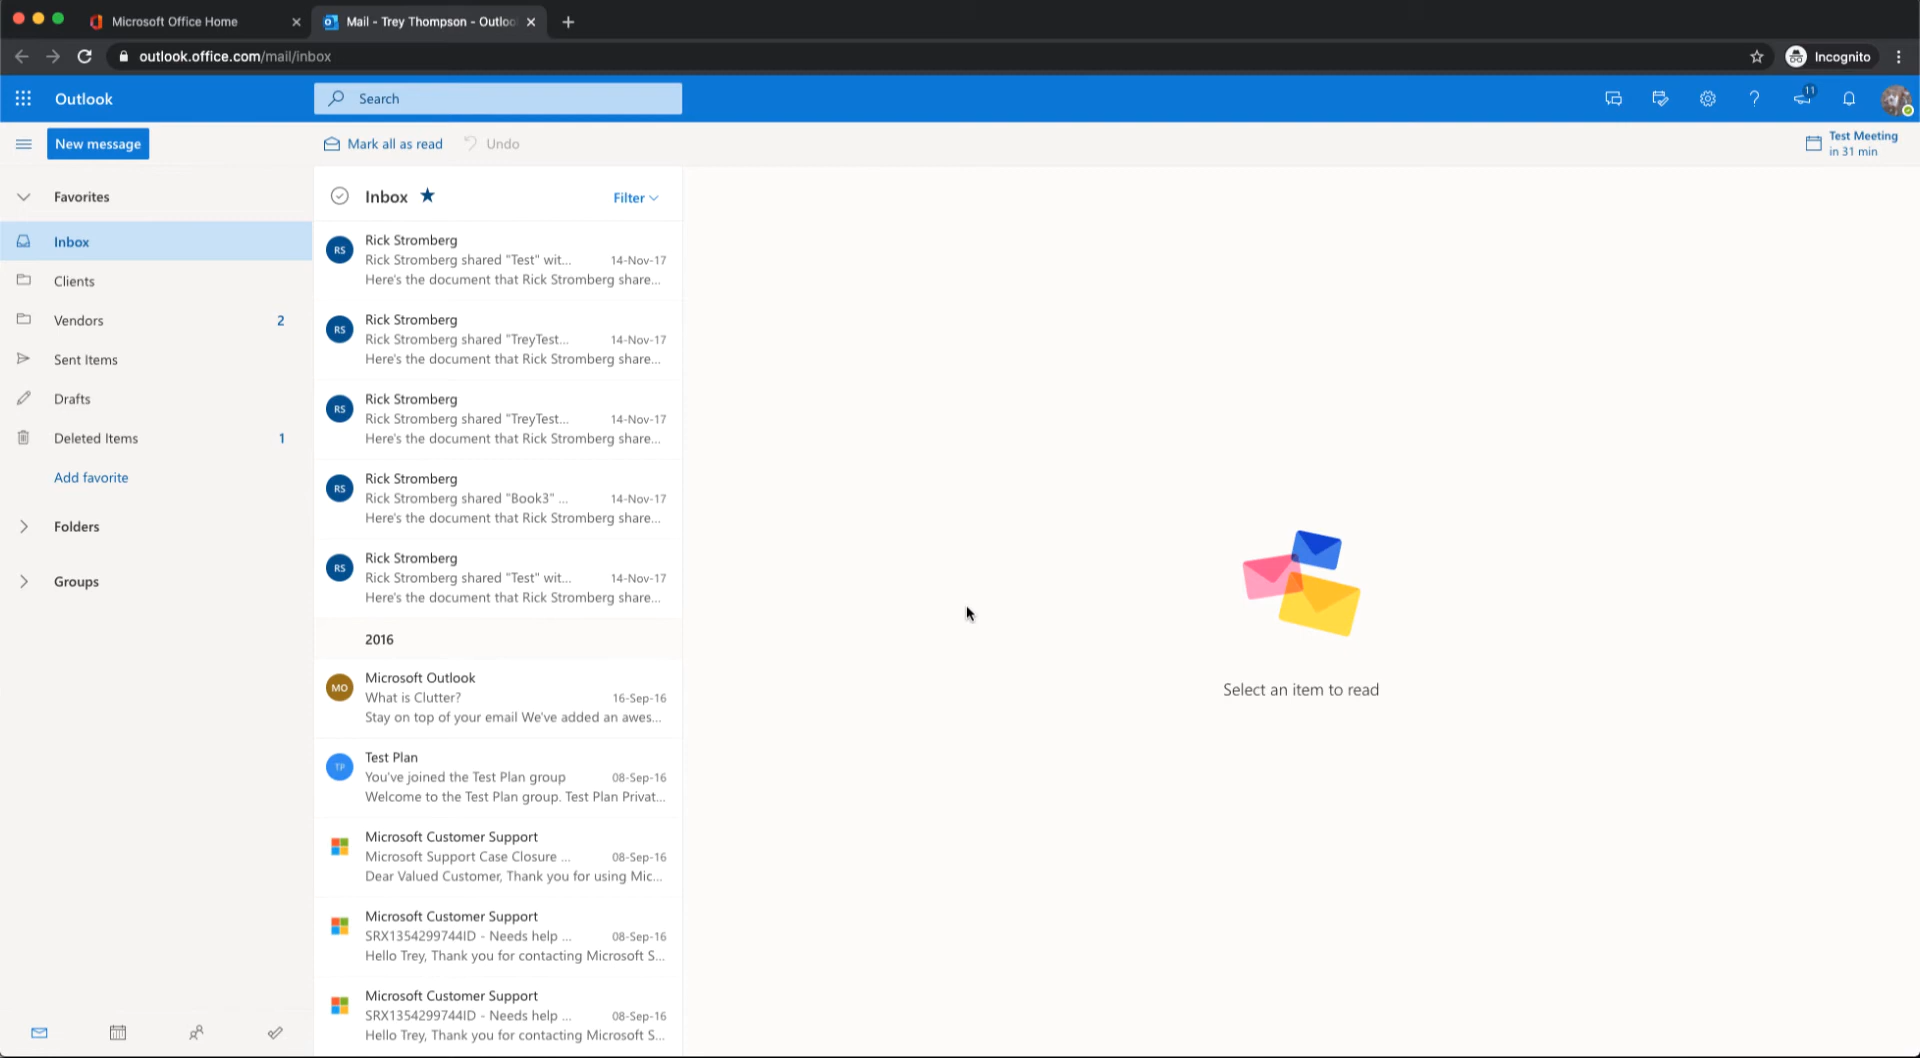 Microsoft Office Home
Mail - Trey Thompson - Outloo
outlook.office.com/mail/inbox
Incognito
Outlook
Search
11
New message
Mark all as read
Undo
Test Meeting
in 31 min
Favorites
Inbox
Clients
Vendors 2
Sent Items
Drafts
Deleted Items 1
Add favorite
Folders
Groups
Inbox
Filter
RS
Rick Stromberg
Rick Stromberg shared "Test" wit... 14-Nov-17
Here's the document that Rick Stromberg share...
RS
Rick Stromberg
Rick Stromberg shared "TreyTest... 14-Nov-17
Here's the document that Rick Stromberg share...
RS
Rick Stromberg
Rick Stromberg shared "TreyTest... 14-Nov-17
Here's the document that Rick Stromberg share...
RS
Rick Stromberg
Rick Stromberg shared "Book3" ... 14-Nov-17
Here's the document that Rick Stromberg share...
RS
Rick Stromberg
Rick Stromberg shared "Test" wit... 14-Nov-17
Here's the document that Rick Stromberg share...
2016
MO
Microsoft Outlook
What is Clutter? 16-Sep-16
Stay on top of your email We've added an awes...
TP
Test Plan
You've joined the Test Plan group 08-Sep-16
Welcome to the Test Plan group. Test Plan Privat...
Microsoft Customer Support
Microsoft Support Case Closure ... 08-Sep-16
Dear Valued Customer, Thank you for using Mic...
Microsoft Customer Support
SRX1354299744ID - Needs help ... 08-Sep-16
Hello Trey, Thank you for contacting Microsoft S...
Microsoft Customer Support
SRX1354299744ID - Needs help ... 08-Sep-16
Hello Trey, Thank you for contacting Microsoft S...
Select an item to read